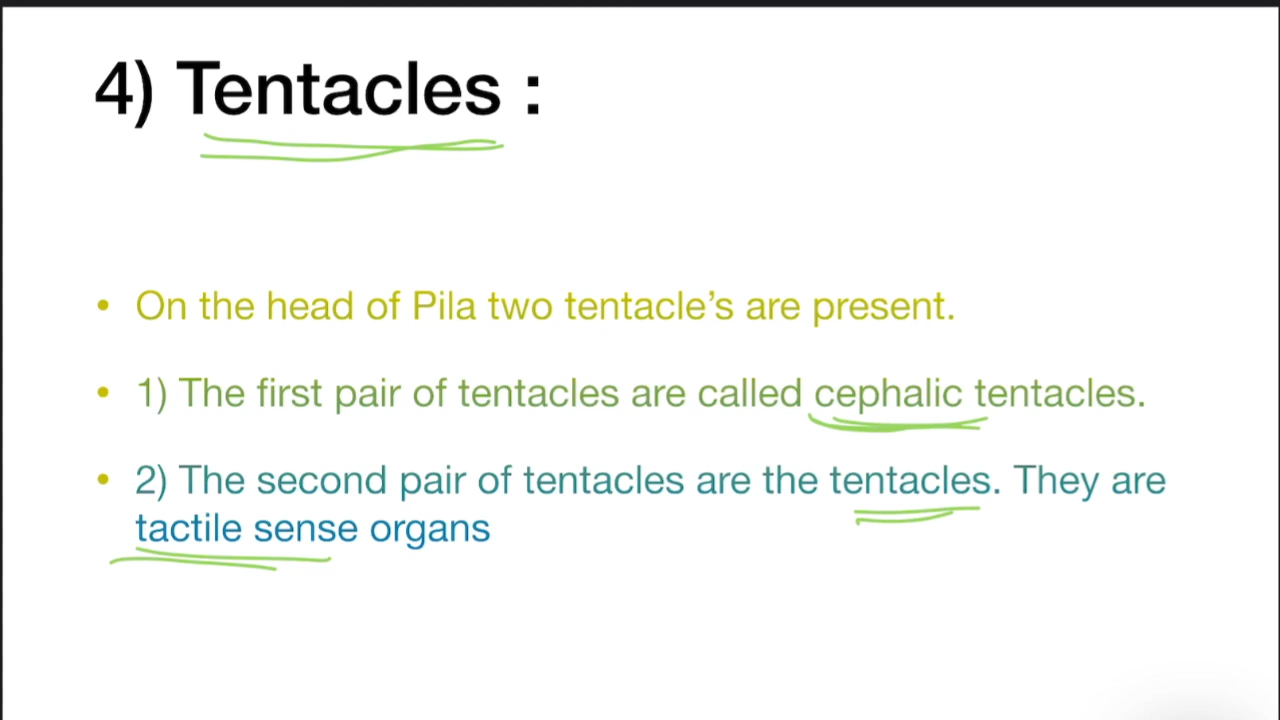 4) Tentacles :
• On the head of Pila two tentacle’s are present.
• 1) The first pair of tentacles are called cephalic tentacles.
• 2) The second pair of tentacles are the tentacles. They are
tactile sense organs